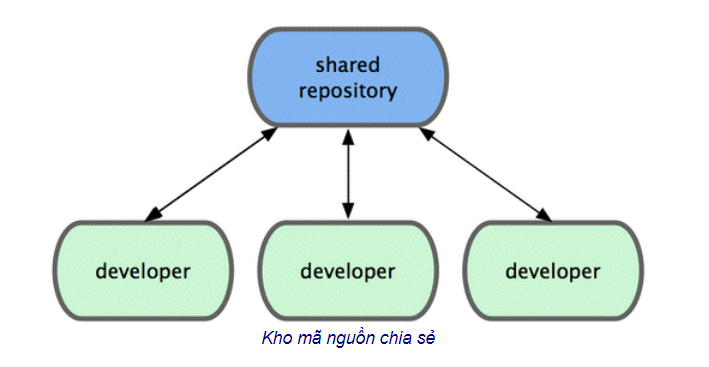 shared
repository
developer
developer
developer
Kho mã nguồn chia sẻ